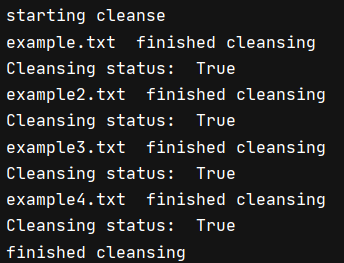 starting cleanse
example.txt  finished cleansing
Cleansing status:  True
example2.txt  finished cleansing
Cleansing status:  True
example3.txt  finished cleansing
Cleansing status:  True
example4.txt  finished cleansing
Cleansing status:  True
finished cleansing